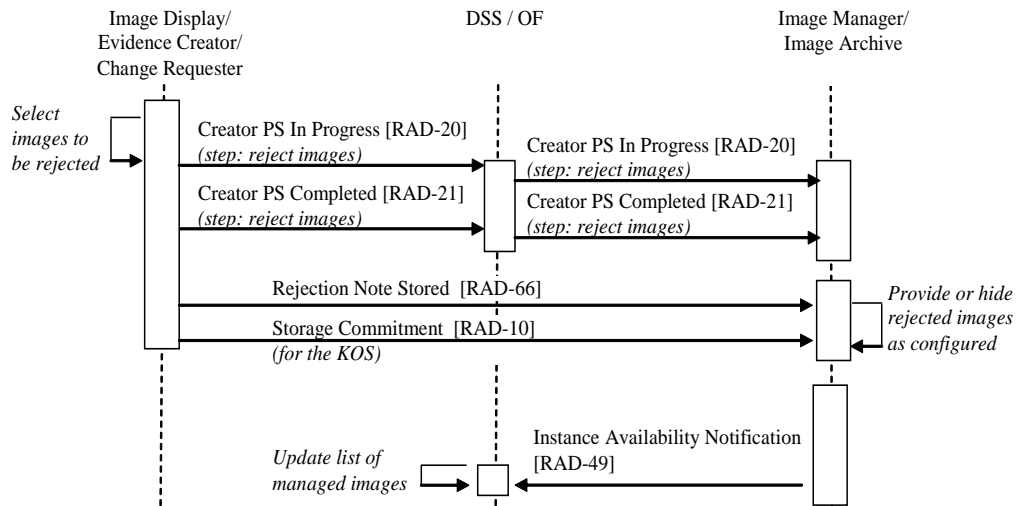 Image Display/
Evidence Creator/
Change Requester
DSS / OF
Image Manager/
Image Archive
Select
images to
be rejected
Creator PS In Progress [RAD-20]
(step: reject images)
Creator PS In Progress [RAD-20]
(step: reject images)
Creator PS Completed [RAD-21]
(step: reject images)
Creator PS Completed [RAD-21]
(step: reject images)
Rejection Note Stored [RAD-66]
Provide or hide
rejected images
as configured
Storage Commitment [RAD-10]
(for the KOS)
Instance Availability Notification
[RAD-49]
Update list of
managed images